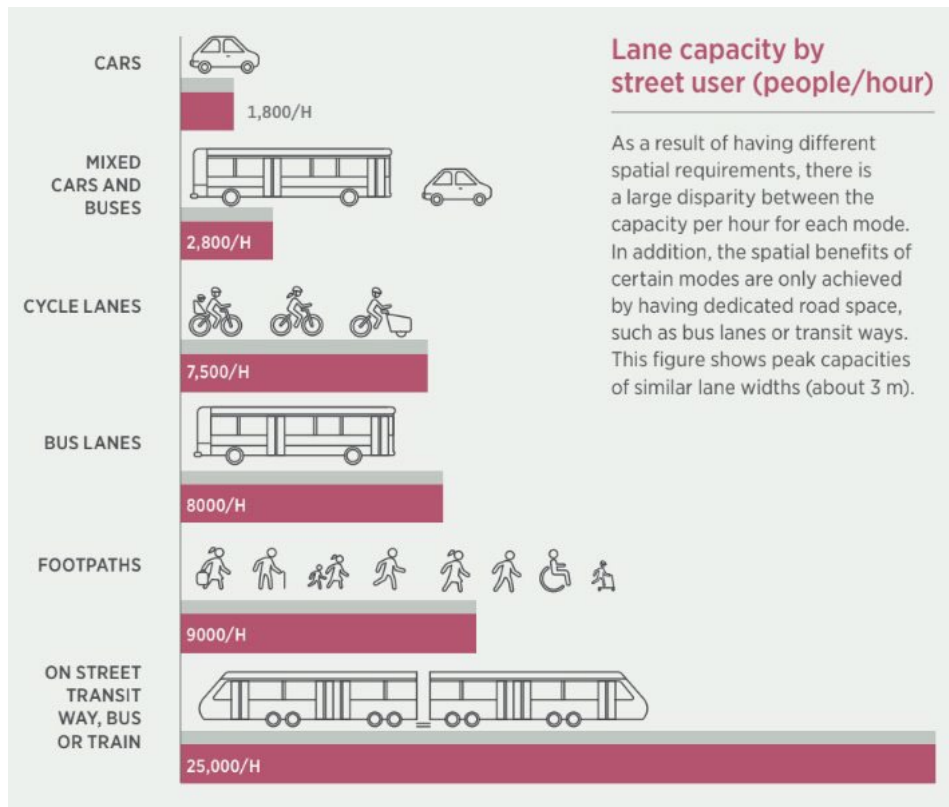 CARS
1,800/H
MIXED
CARS AND
BUSES
2,800/H
CYCLE LANES
7,500/H
BUS LANES
8000/H
FOOTPATHS
9000/H
ON STREET
TRANSIT
WAY, BUS
OR TRAIN
25,000/H
Lane capacity by
street user (people/hour)
As a result of having different
spatial requirements, there is
a large disparity between the
capacity per hour for each mode.
In addition, the spatial benefits of
certain modes are only achieved
by having dedicated road space,
such as bus lanes or transit ways.
This figure shows peak capacities
of similar lane widths (about 3 m).